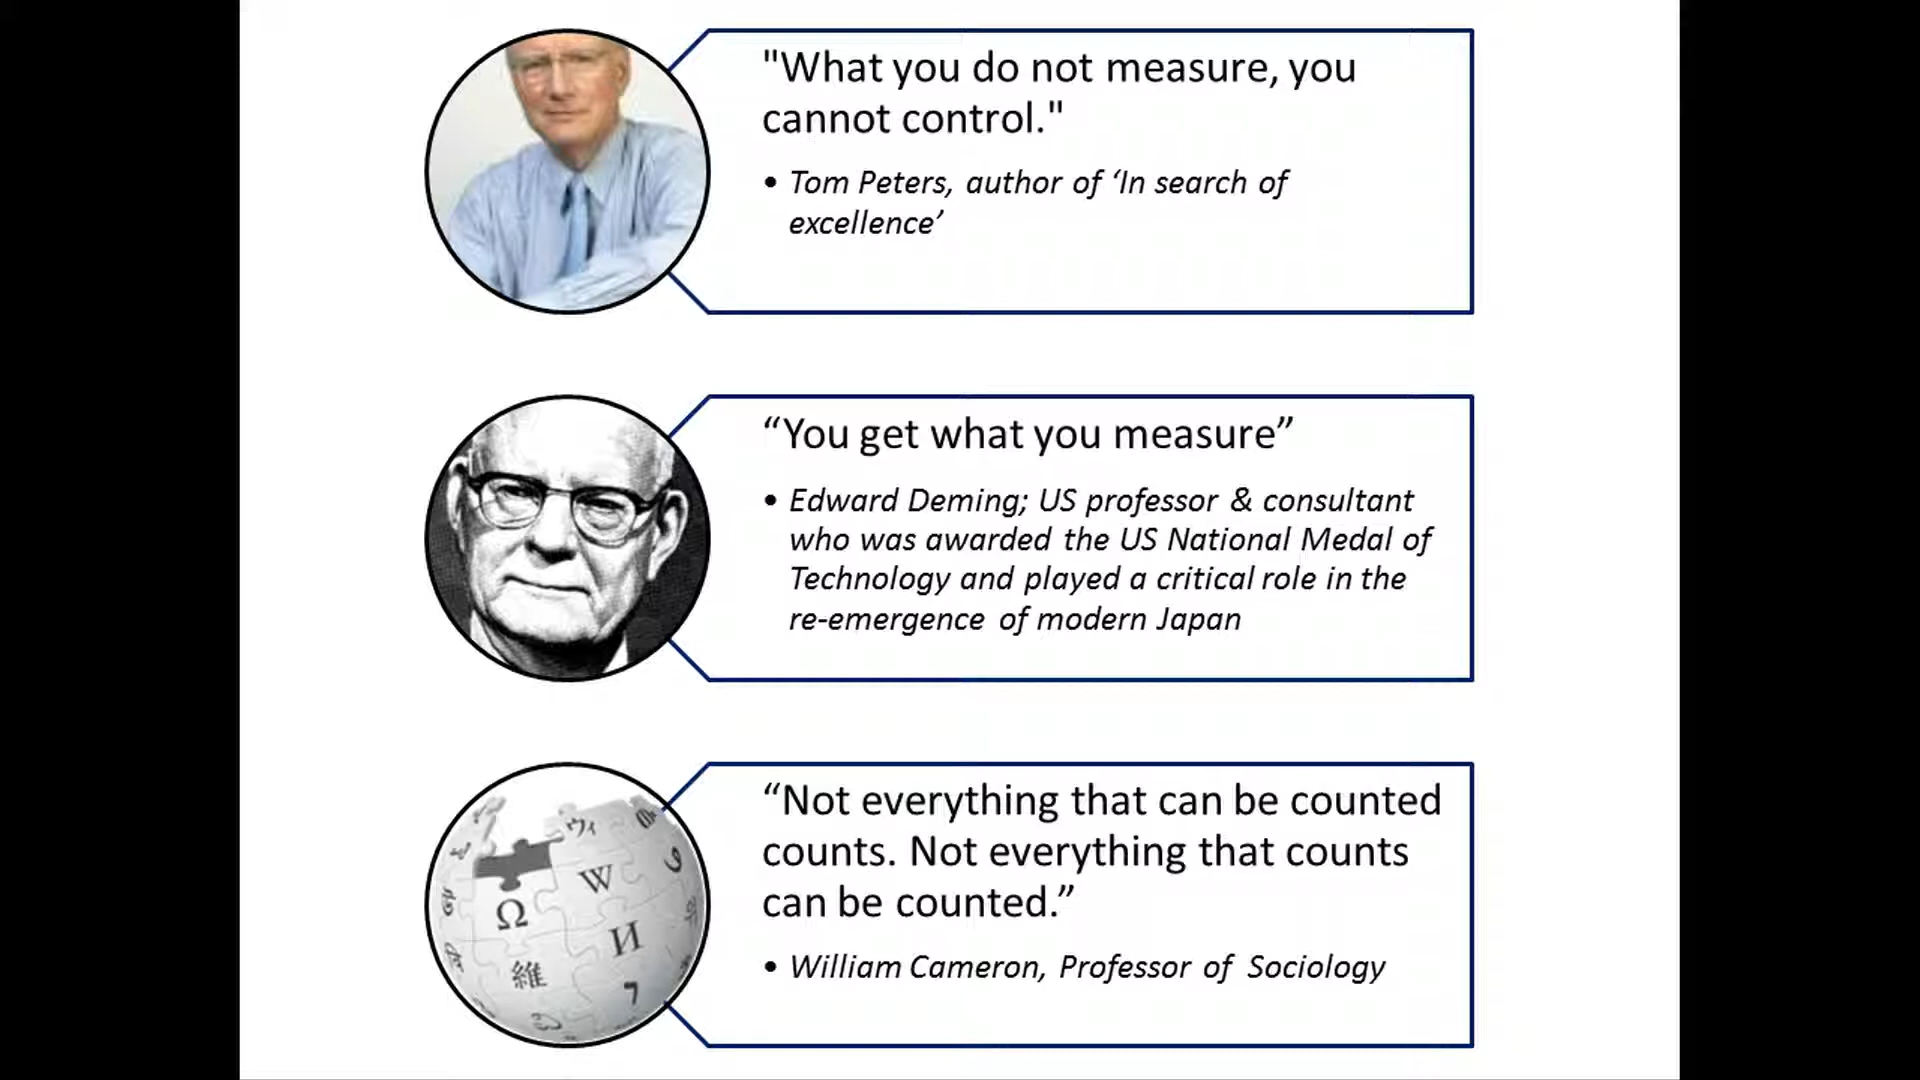 "What you do not measure, you
cannot control."
• Tom Peters, author of ‘In search of
excellence’
“You get what you measure”
• Edward Deming; US professor & consultant
who was awarded the US National Medal of
Technology and played a critical role in the
re-emergence of modern Japan
“Not everything that can be counted
counts. Not everything that counts
can be counted.”
• William Cameron, Professor of Sociology
ウィ
W
Ω
И
維